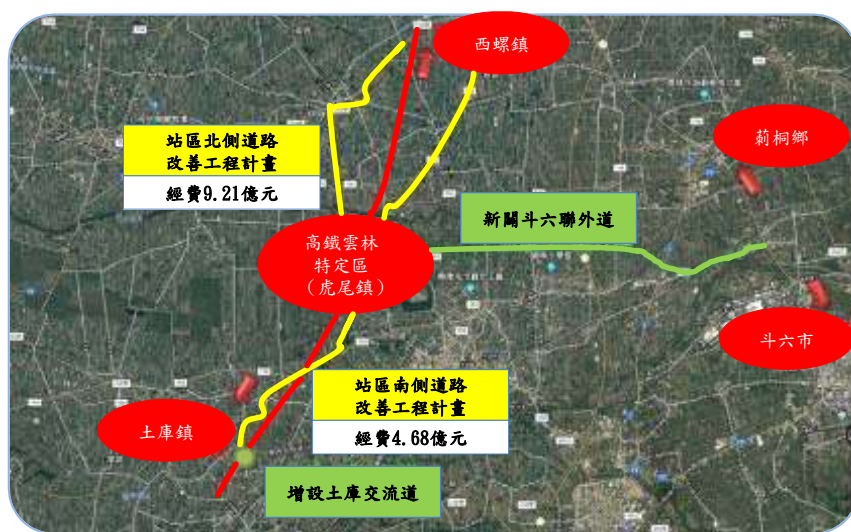 西螺鎮
莿桐鄉
站區北側道路
改善工程計畫
經費9.21億元
新闢斗六聯外道
高鐵雲林
特定區
（虎尾鎮）
斗六市
站區南側道路
改善工程計畫
經費4.68億元
土庫鎮
增設土庫交流道